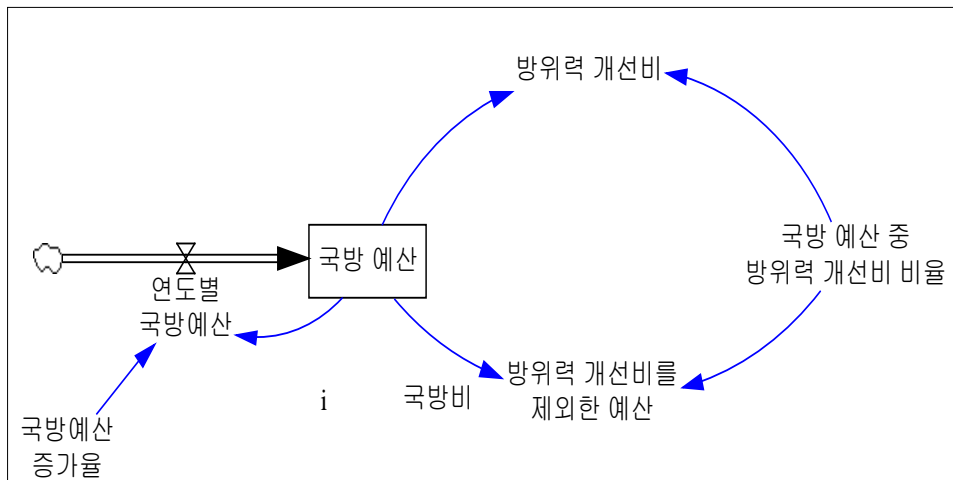 방위력 개선비
국방 예산
국방 예산 중
방위력 개선비 비율
연도별
국방예산
방위력 개선비를
제외한 예산
국방비
i
국방예산
증가율